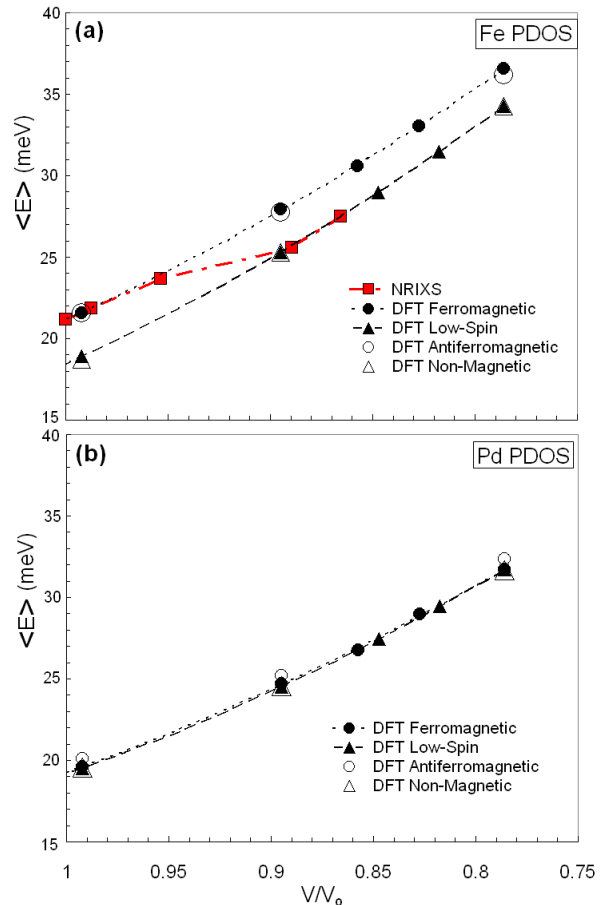 (a)
Fe PDOS
40
35
30
25
20
15
<E> (meV)
NRIXS
DFT Ferromagnetic
DFT Low-Spin
DFT Antiferromagnetic
DFT Non-Magnetic
(b)
Pd PDOS
40
35
30
25
20
15
<E> (meV)
DFT Ferromagnetic
DFT Low-Spin
DFT Antiferromagnetic
DFT Non-Magnetic
1 0.95 0.9 0.85 0.8 0.75
V/Vo